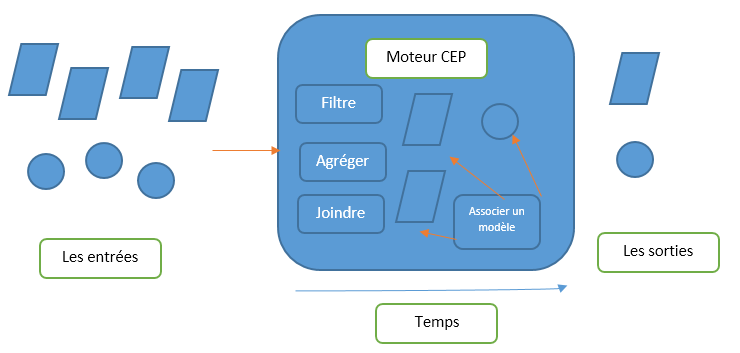 Moteur CEP
Filtre
Agréger
Joindre
Associer un
modèle
Les entrées
Les sorties
Temps